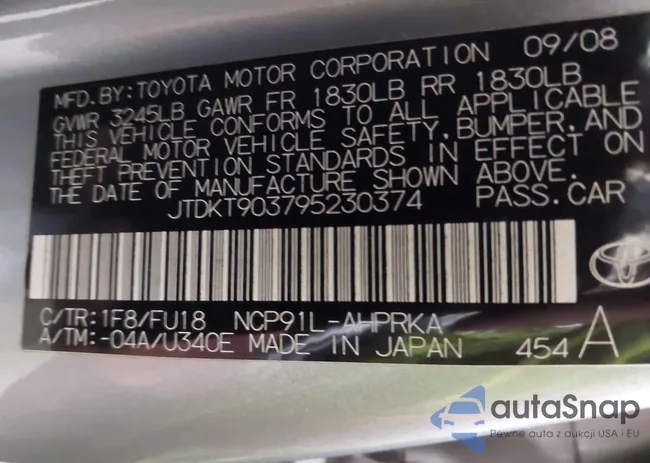 MFD. BY: TOYOTA MOTOR CORPORATION 09/08
GVWR 3245LB GAWR FR 1830LB RR 1830LB
THIS VEHICLE CONFORMS TO ALL APPLICABLE
FEDERAL MOTOR VEHICLE SAFETY, BUMPER, AND
THEFT PREVENTION STANDARDS IN EFFECT ON
THE DATE OF MANUFACTURE SHOWN ABOVE.
JTDKT903795230374 PASS. CAR
C/TR: 1F8/FU18 NCP91L-AHPRKA
A/TM: -04A/U340E MADE IN JAPAN 454 A
autaSnap
Pewne auta z aukcji USA i EU